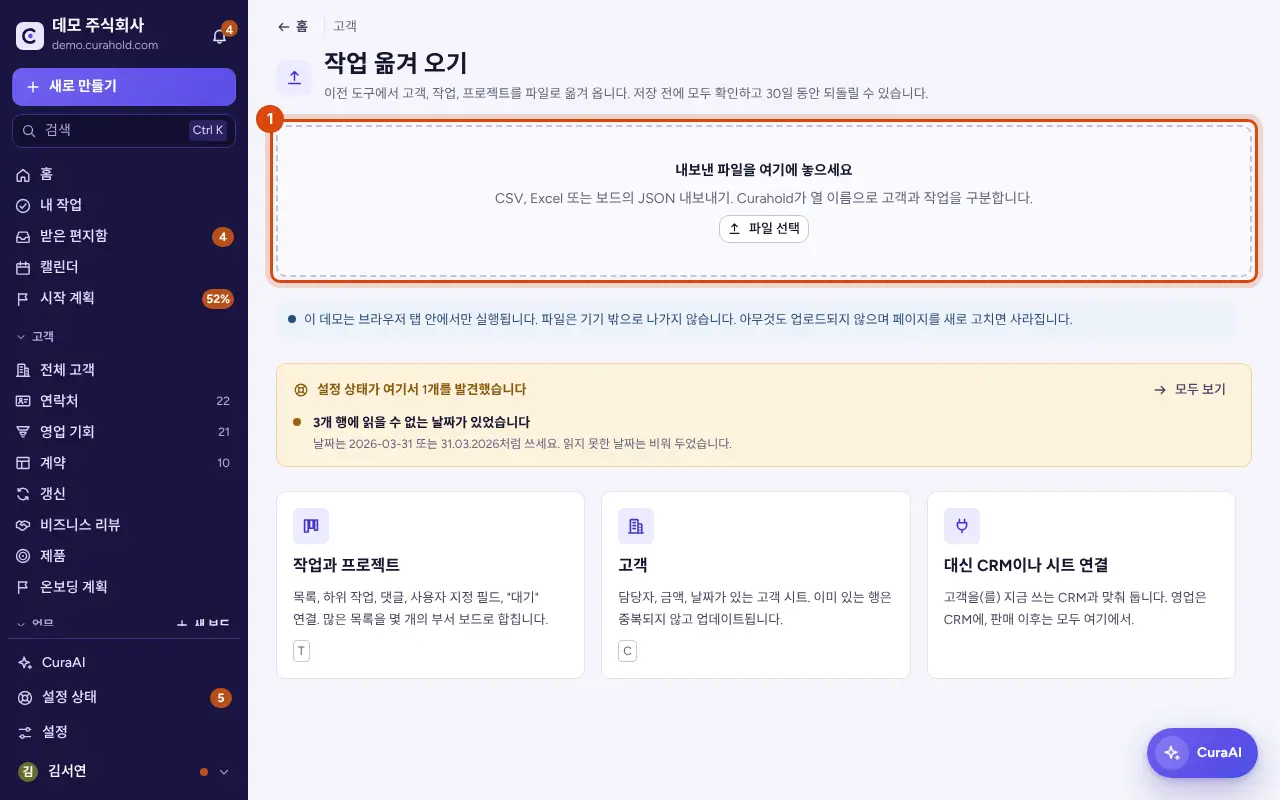 데모 주식회사
demo.curahold.com
4
새로 만들기
검색
Ctrl K
홈
내 작업
받은 편지함
4
캘린더
시작 계획
52%
고객
전체 고객
연락처
22
영업 기회
21
계약
10
갱신
비즈니스 리뷰
제품
온보딩 계획
업무
새 보드
CuraAI
설정 상태
5
설정
김
김서연
홈
고객
작업 옮겨 오기
이전 도구에서 고객, 작업, 프로젝트를 파일로 옮겨 옵니다. 저장 전에 모두 확인하고 30일 동안 되돌릴 수 있습니다.
1
내보낸 파일을 여기에 놓으세요
CSV, Excel 또는 보드의 JSON 내보내기. Curahold가 열 이름으로 고객과 작업을 구분합니다.
파일 선택
이 데모는 브라우저 탭 안에서만 실행됩니다. 파일은 기기 밖으로 나가지 않습니다. 아무것도 업로드되지 않으며 페이지를 새로 고치면 사라집니다.
설정 상태가 여기서 1개를 발견했습니다
모두 보기
3개 행에 읽을 수 없는 날짜가 있었습니다
날짜는 2026-03-31 또는 31.03.2026처럼 쓰세요. 읽지 못한 날짜는 비워 두었습니다.
작업과 프로젝트
목록, 하위 작업, 댓글, 사용자 지정 필드, "대기"
연결. 많은 목록을 몇 개의 부서 보드로 합칩니다.
T
고객
담당자, 금액, 날짜가 있는 고객 시트. 이미 있는 행은
중복되지 않고 업데이트됩니다.
C
대신 CRM이나 시트 연결
고객을(를) 지금 쓰는 CRM과 맞춰 둡니다. 영업은
CRM에, 판매 이후는 모두 여기에서.
CuraAI